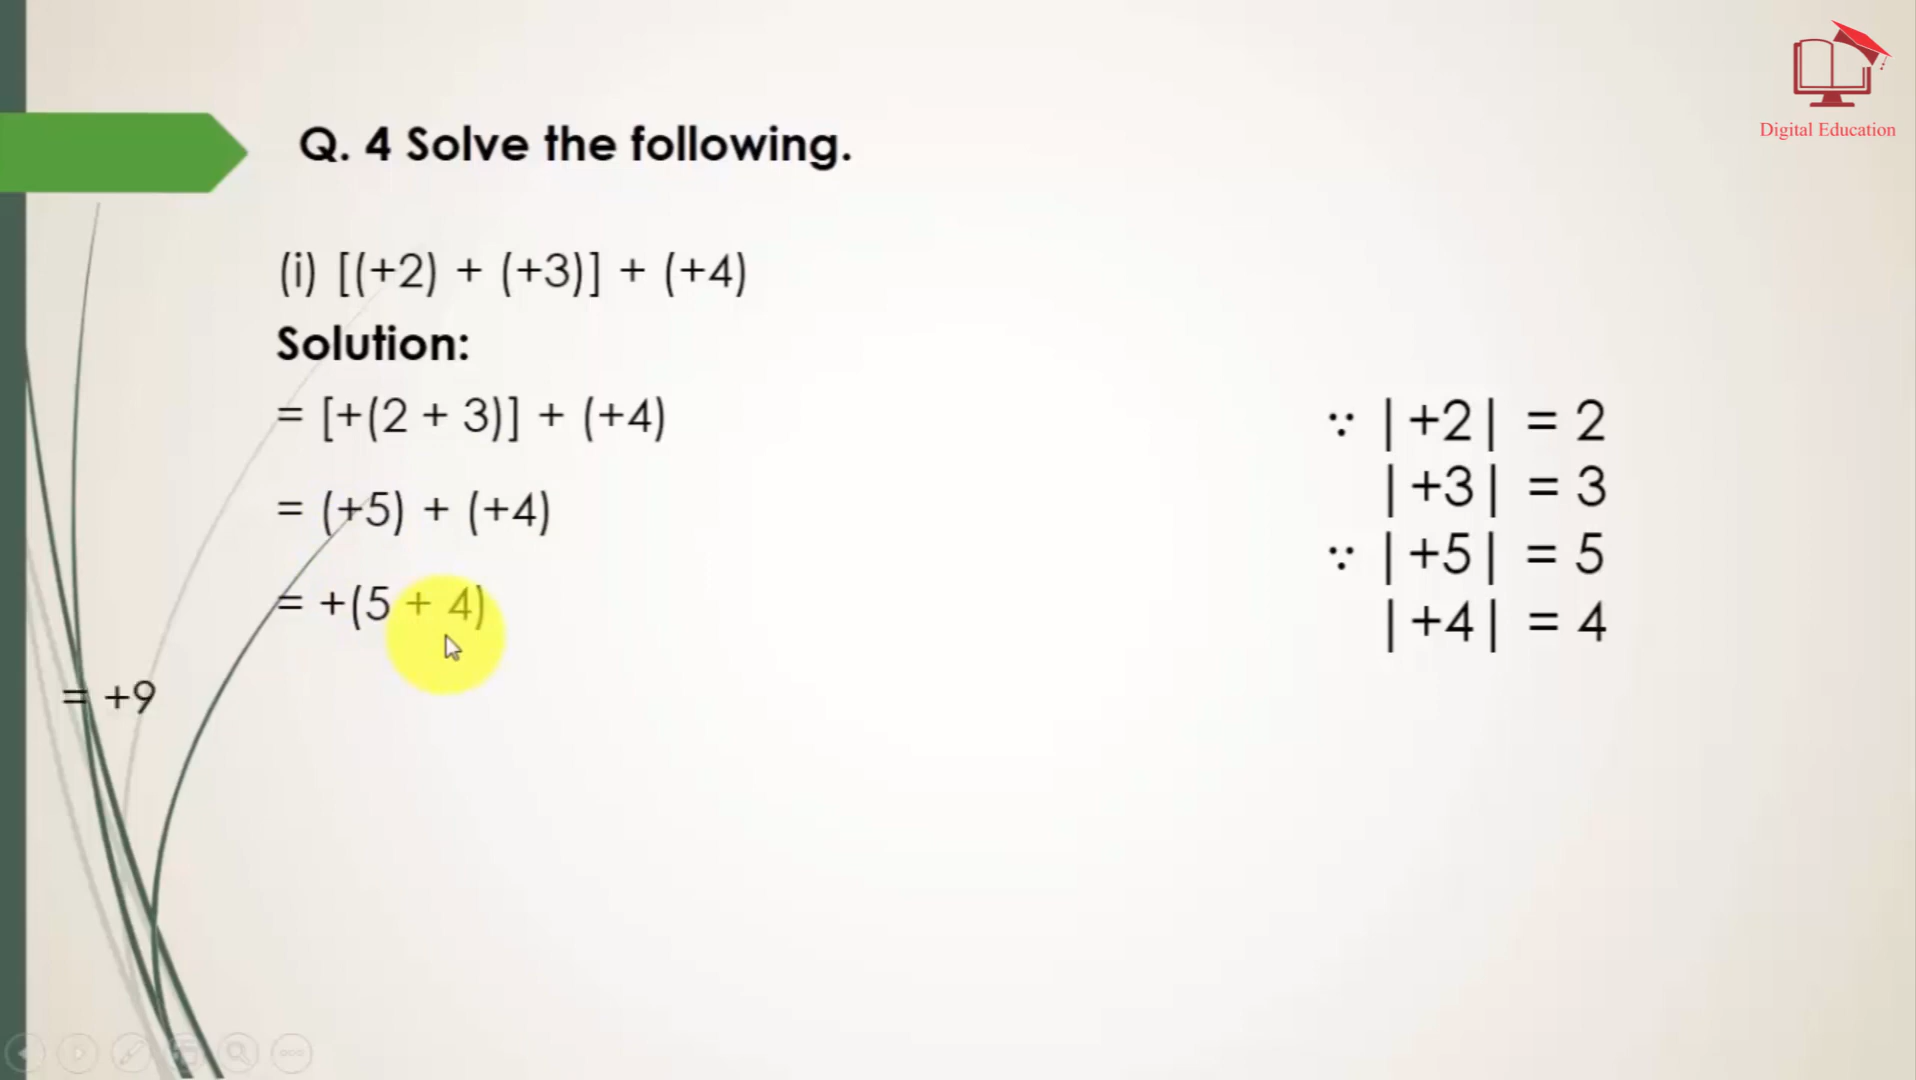 Digital Education
Q. 4 Solve the following.
(i) [(+2) + (+3)] + (+4)
Solution:
= [+(2 + 3)] + (+4)
= (+5) + (+4)
= +(5 + 4)
= +9
∵ |+2| = 2
|+3| = 3
∵ |+5| = 5
|+4| = 4